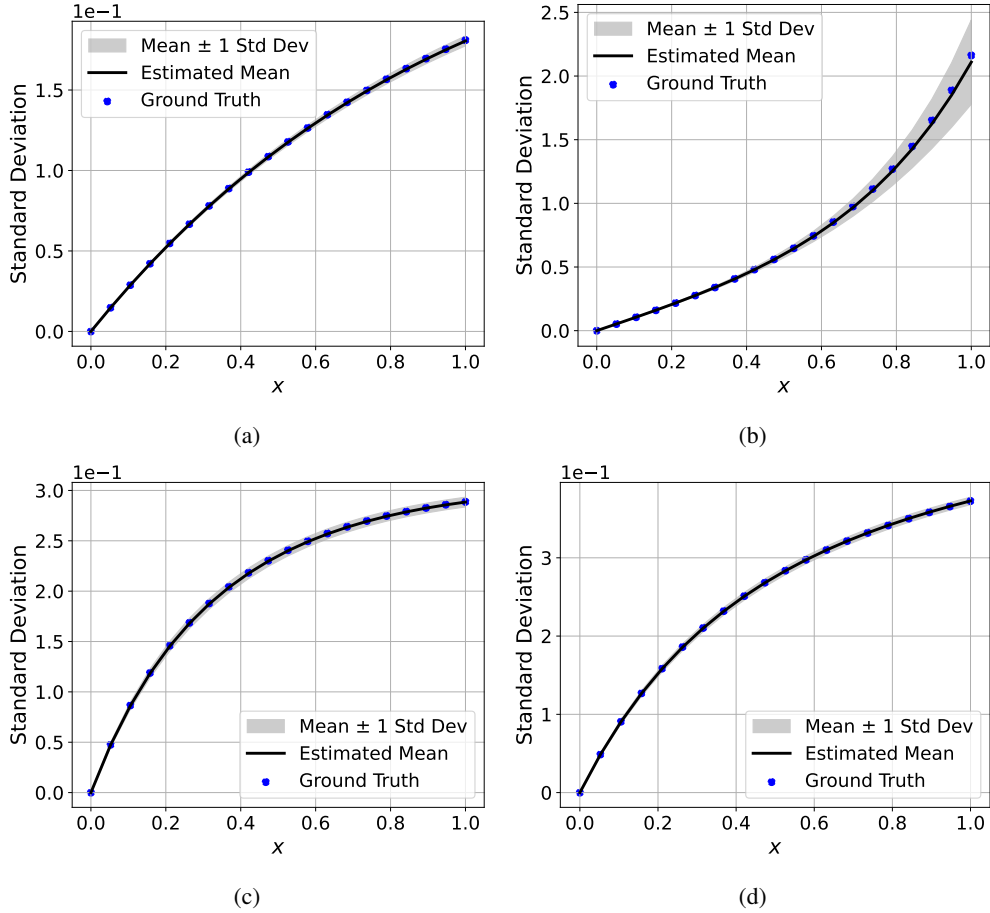 1e−1
Mean ± 1 Std Dev
Estimated Mean
Ground Truth
Standard Deviation
1.5
1.0
0.5
0.0
0.0 0.2 0.4 0.6 0.8 1.0
x
(a)
Mean ± 1 Std Dev
Estimated Mean
Ground Truth
Standard Deviation
2.5
2.0
1.5
1.0
0.5
0.0
0.0 0.2 0.4 0.6 0.8 1.0
x
(b)
1e−1
Standard Deviation
3.0
2.5
2.0
1.5
1.0
0.5
0.0
Mean ± 1 Std Dev
Estimated Mean
Ground Truth
0.0 0.2 0.4 0.6 0.8 1.0
x
(c)
1e−1
Standard Deviation
3
2
1
0
Mean ± 1 Std Dev
Estimated Mean
Ground Truth
0.0 0.2 0.4 0.6 0.8 1.0
x
(d)